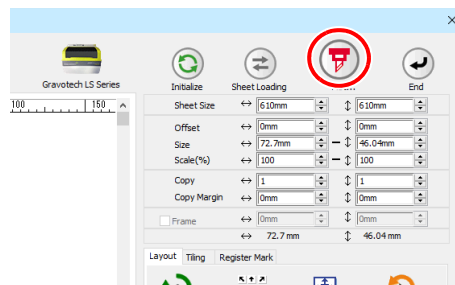 ×
Gravotech LS Series
Initialize
Sheet Loading
End
100 150
Sheet Size ↔ 610mm ↕ 610mm
Offset ↔ 0mm ↕ 0mm
Size ↔ 72.7mm ↕ 46.04mm
Scale(%) ↔ 100 ↕ 100
Copy ↔ 1 ↕ 1
Copy Margin ↔ 0mm ↕ 0mm
Frame ↔ 0mm ↕ 0mm
↔ 72.7 mm ↕ 46.04 mm
Layout Tiling Register Mark